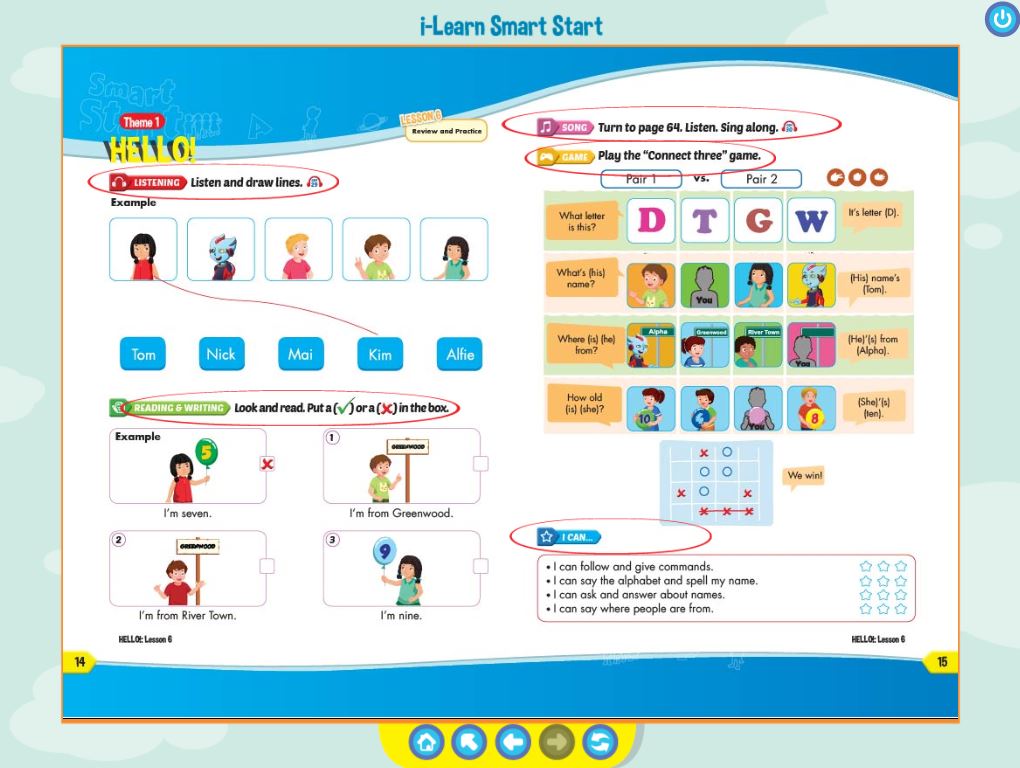 i-Learn Smart Start
Smart
Start
Theme 1
HELLO!
LESSON 6
Review and Practice
LISTENING Listen and draw lines.
Example
Tom Nick Mai Kim Alfie
READING & WRITING Look and read. Put a (✓) or a (✗) in the box.
Example
5
I'm seven.
1
GREENWOOD
I'm from Greenwood.
2
GREENWOOD
I'm from River Town.
3
9
I'm nine.
HELLO!: Lesson 6
14
SONG Turn to page 64. Listen. Sing along.
GAME Play the “Connect three” game.
Pair 1 vs. Pair 2
What letter
is this?
D T G W
It's letter (D).
What's (his)
name?
You
(His) name's
(Tom).
Where (is) (he)
from?
Alpha Greenwood River Town
You
(He)'(s) from
(Alpha).
How old
(is) (she)?
10
You
8
(She)'(s)
(ten).
We win!
I CAN...
• I can follow and give commands.
• I can say the alphabet and spell my name.
• I can ask and answer about names.
• I can say where people are from.
HELLO!: Lesson 6
15